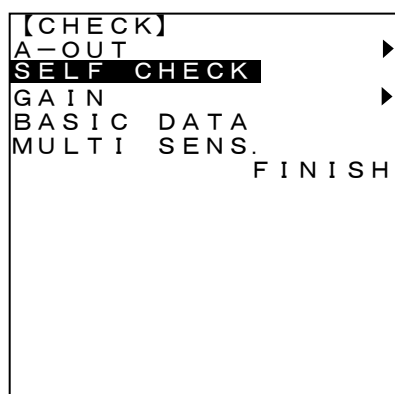 【CHECK】
A－OUT ▶
SELF CHECK
GAIN ▶
BASIC DATA
MULTI SENS.
FINISH